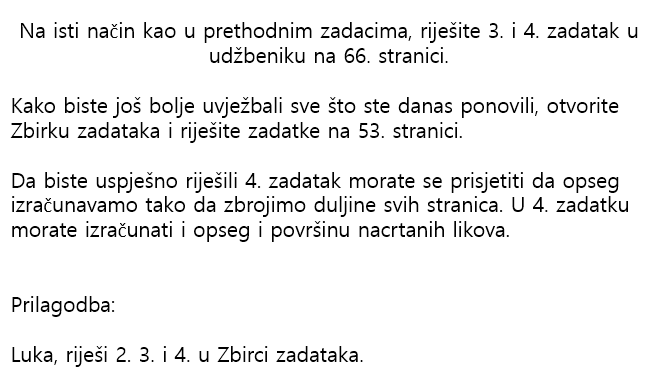 Na isti način kao u prethodnim zadacima, riješite 3. i 4. zadatak u
udžbeniku na 66. stranici.
Kako biste još bolje uvježbali sve što ste danas ponovili, otvorite
Zbirku zadataka i riješite zadatke na 53. stranici.
Da biste uspješno riješili 4. zadatak morate se prisjetiti da opseg
izračunavamo tako da zbrojimo duljine svih stranica. U 4. zadatku
morate izračunati i opseg i površinu nacrtanih likova.
Prilagodba:
Luka, riješi 2. 3. i 4. u Zbirci zadataka.